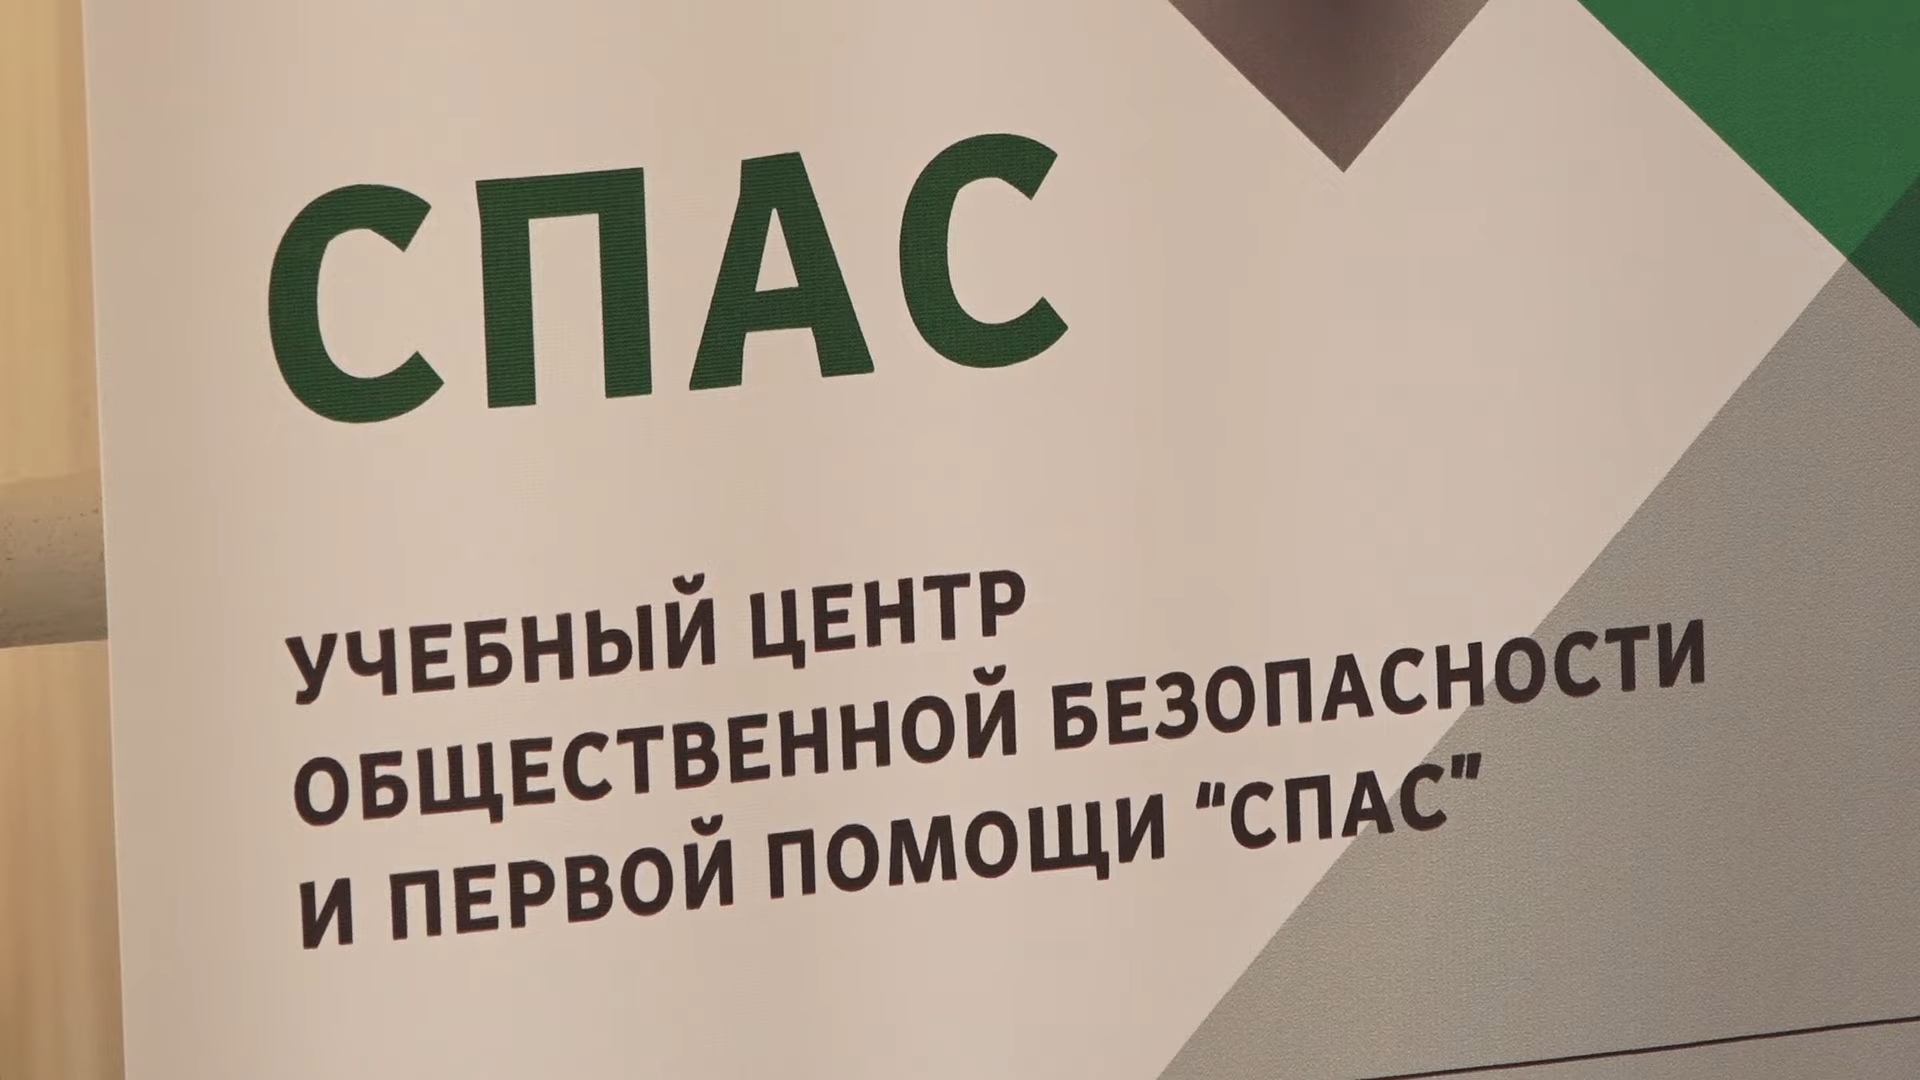 СПАС
УЧЕБНЫЙ ЦЕНТР
ОБЩЕСТВЕННОЙ БЕЗОПАСНОСТИ
И ПЕРВОЙ ПОМОЩИ “СПАС”